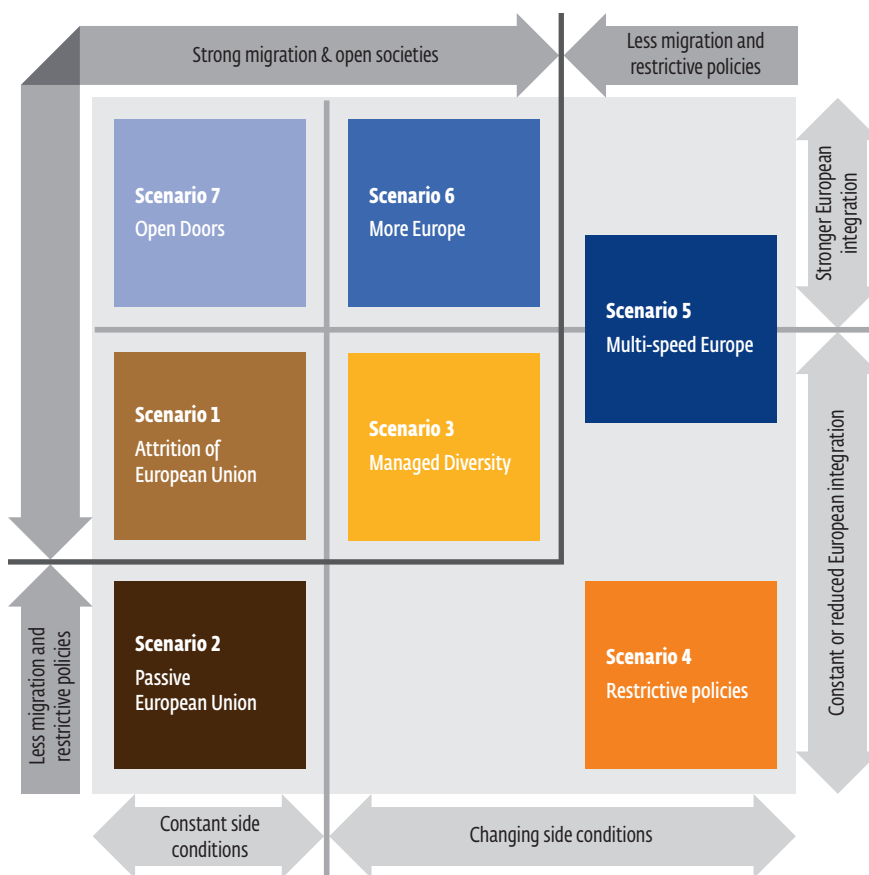 Strong migration & open societies
Less migration and
restrictive policies
Scenario 7
Open Doors
Scenario 6
More Europe
Stronger European
integration
Scenario 5
Multi-speed Europe
Scenario 1
Attrition of
European Union
Scenario 3
Managed Diversity
Constant or reduced European integration
Less migration and
restrictive policies
Scenario 2
Passive
European Union
Scenario 4
Restrictive policies
Constant side
conditions
Changing side conditions